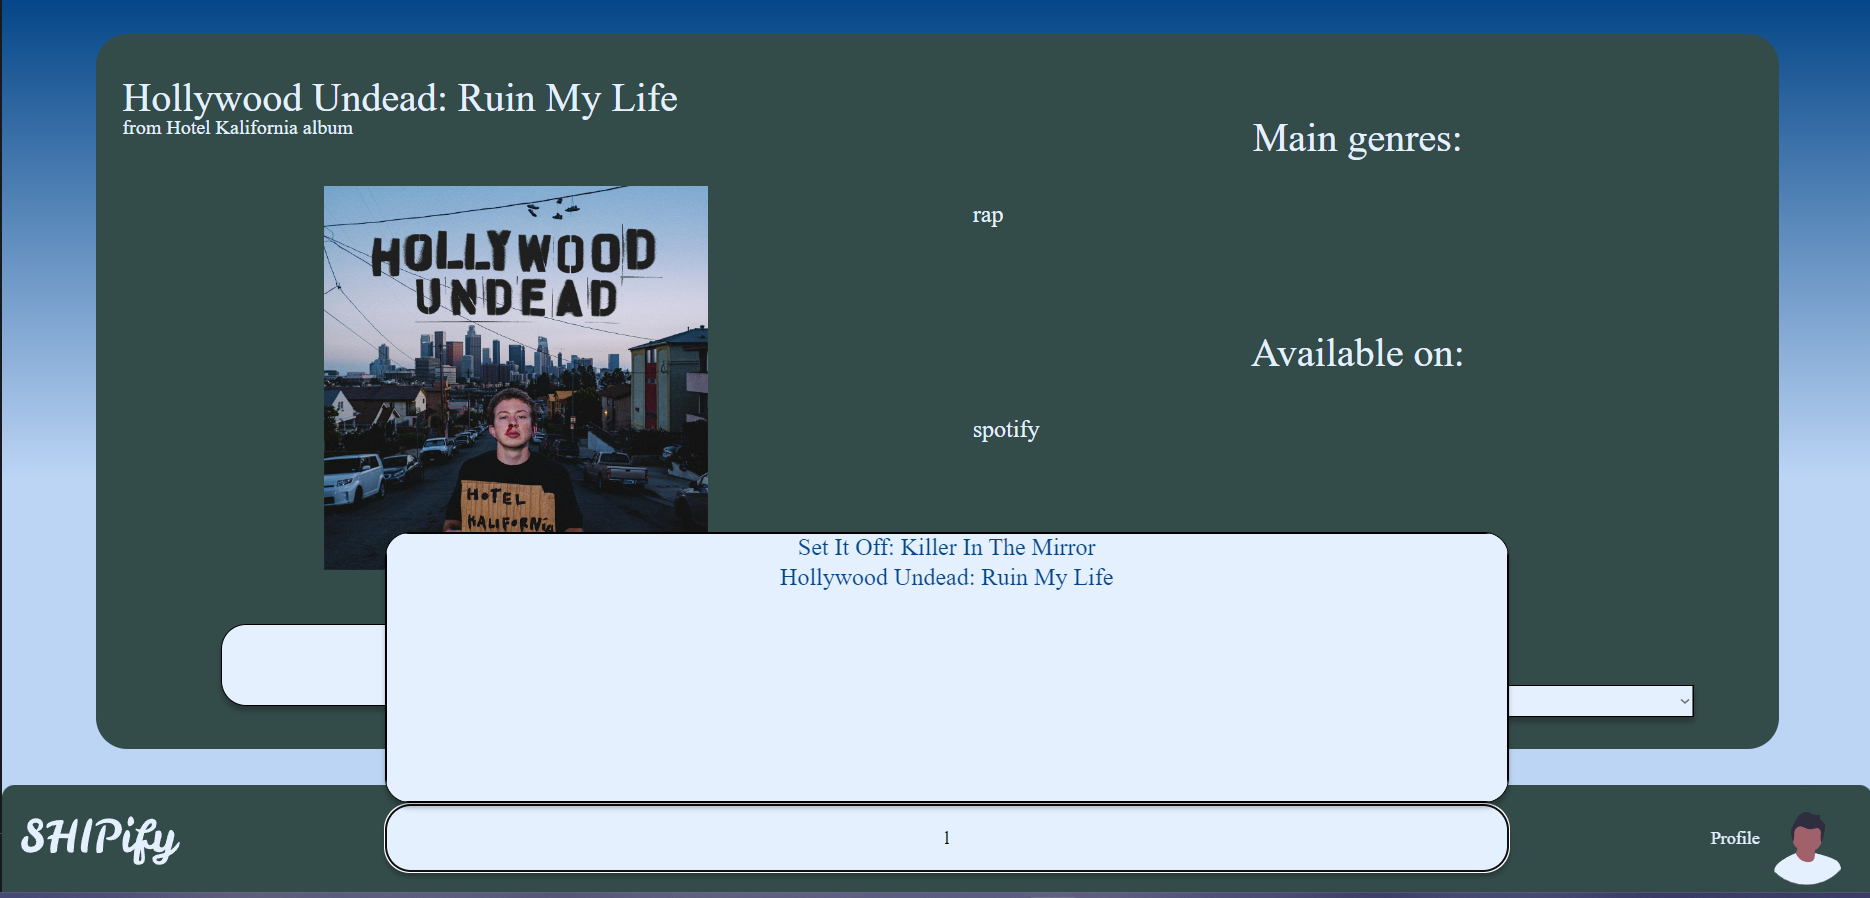 Hollywood Undead: Ruin My Life
from Hotel Kalifornia album
Main genres:
rap
HOLLYWOOD
UNDEAD
HOTEL
KALIFORNIA
Available on:
spotify
Set It Off: Killer In The Mirror
Hollywood Undead: Ruin My Life
SHIPify
l
Profile